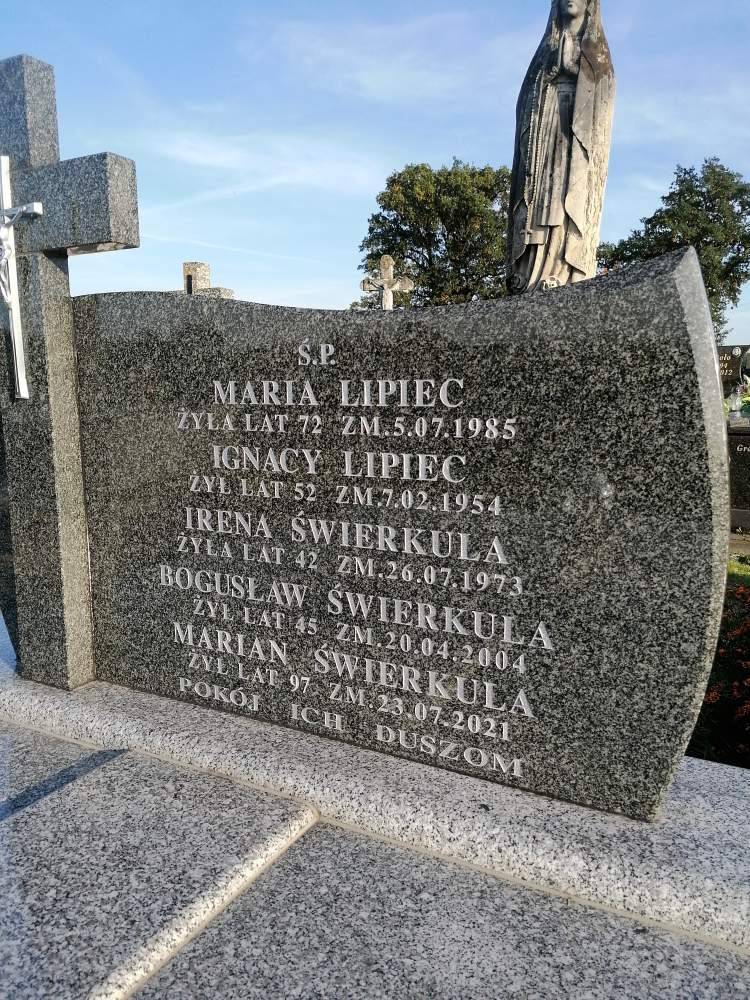 Ś.P.
MARIA LIPIEC
ŻYŁA LAT 72 ZM.5.07.1985
IGNACY LIPIEC
ŻYŁ LAT 52 ZM.7.02.1954
IRENA ŚWIERKULA
ŻYŁA LAT 42 ZM.26.07.1973
BOGUSŁAW ŚWIERKULA
ŻYŁ LAT 45 ZM.20.04.2004
MARIAN ŚWIERKULA
ŻYŁ LAT 97 ZM.23.07.2021
POKÓJ ICH DUSZOM